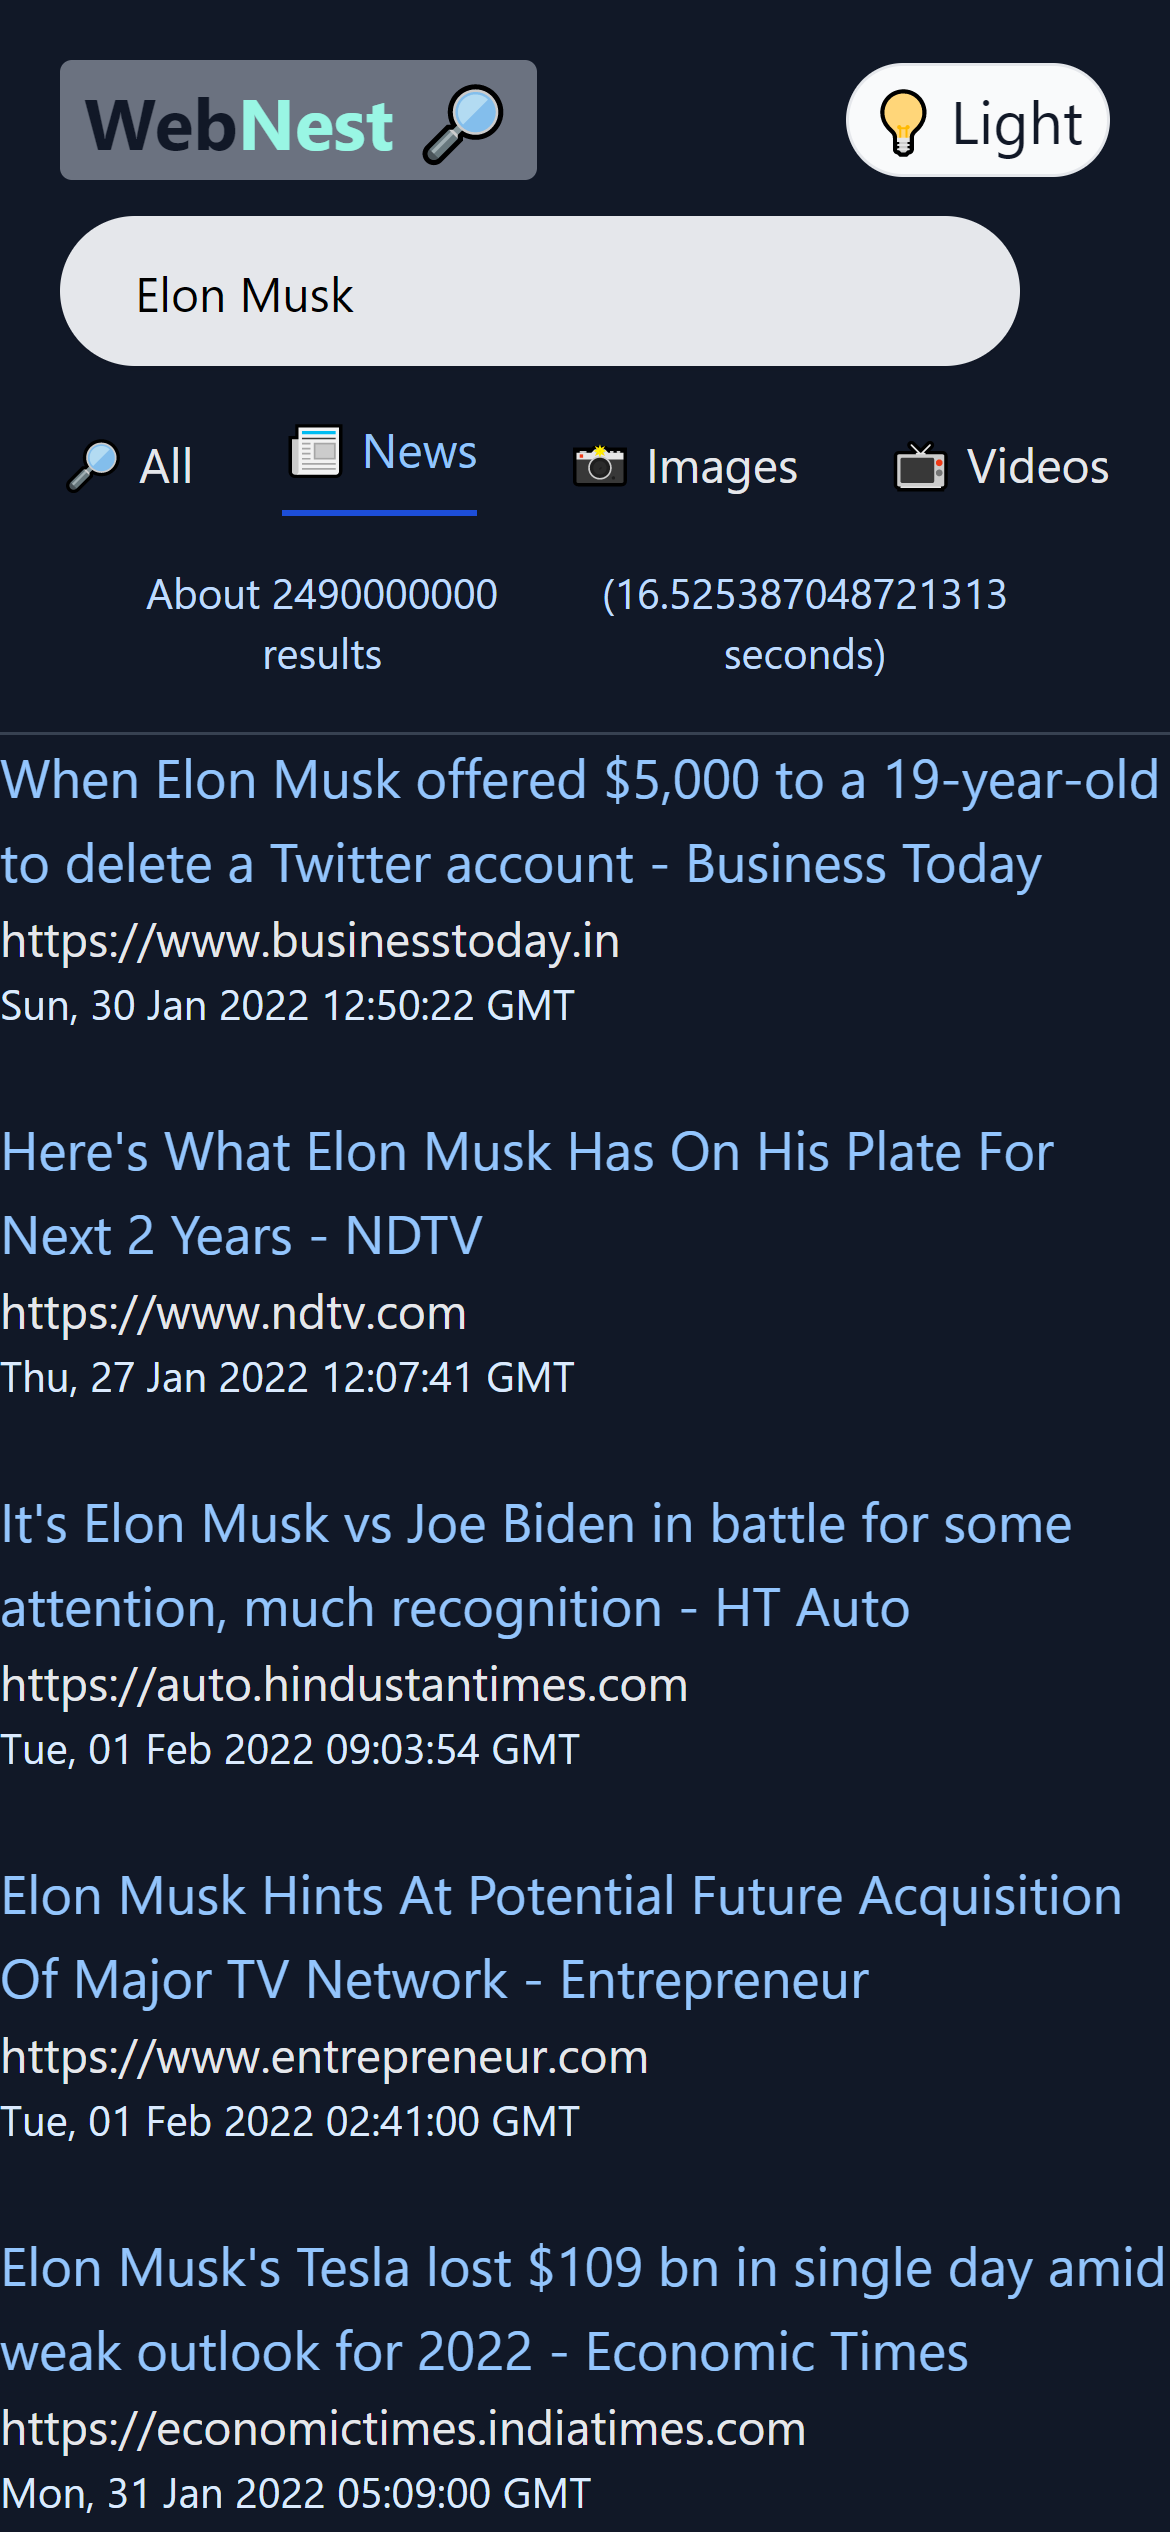 WebNest
Light
Elon Musk
All
News
Images
Videos
About 2490000000
results
(16.525387048721313
seconds)
When Elon Musk offered $5,000 to a 19-year-old
to delete a Twitter account - Business Today
https://www.businesstoday.in
Sun, 30 Jan 2022 12:50:22 GMT
Here's What Elon Musk Has On His Plate For
Next 2 Years - NDTV
https://www.ndtv.com
Thu, 27 Jan 2022 12:07:41 GMT
It's Elon Musk vs Joe Biden in battle for some
attention, much recognition - HT Auto
https://auto.hindustantimes.com
Tue, 01 Feb 2022 09:03:54 GMT
Elon Musk Hints At Potential Future Acquisition
Of Major TV Network - Entrepreneur
https://www.entrepreneur.com
Tue, 01 Feb 2022 02:41:00 GMT
Elon Musk's Tesla lost $109 bn in single day amid
weak outlook for 2022 - Economic Times
https://economictimes.indiatimes.com
Mon, 31 Jan 2022 05:09:00 GMT